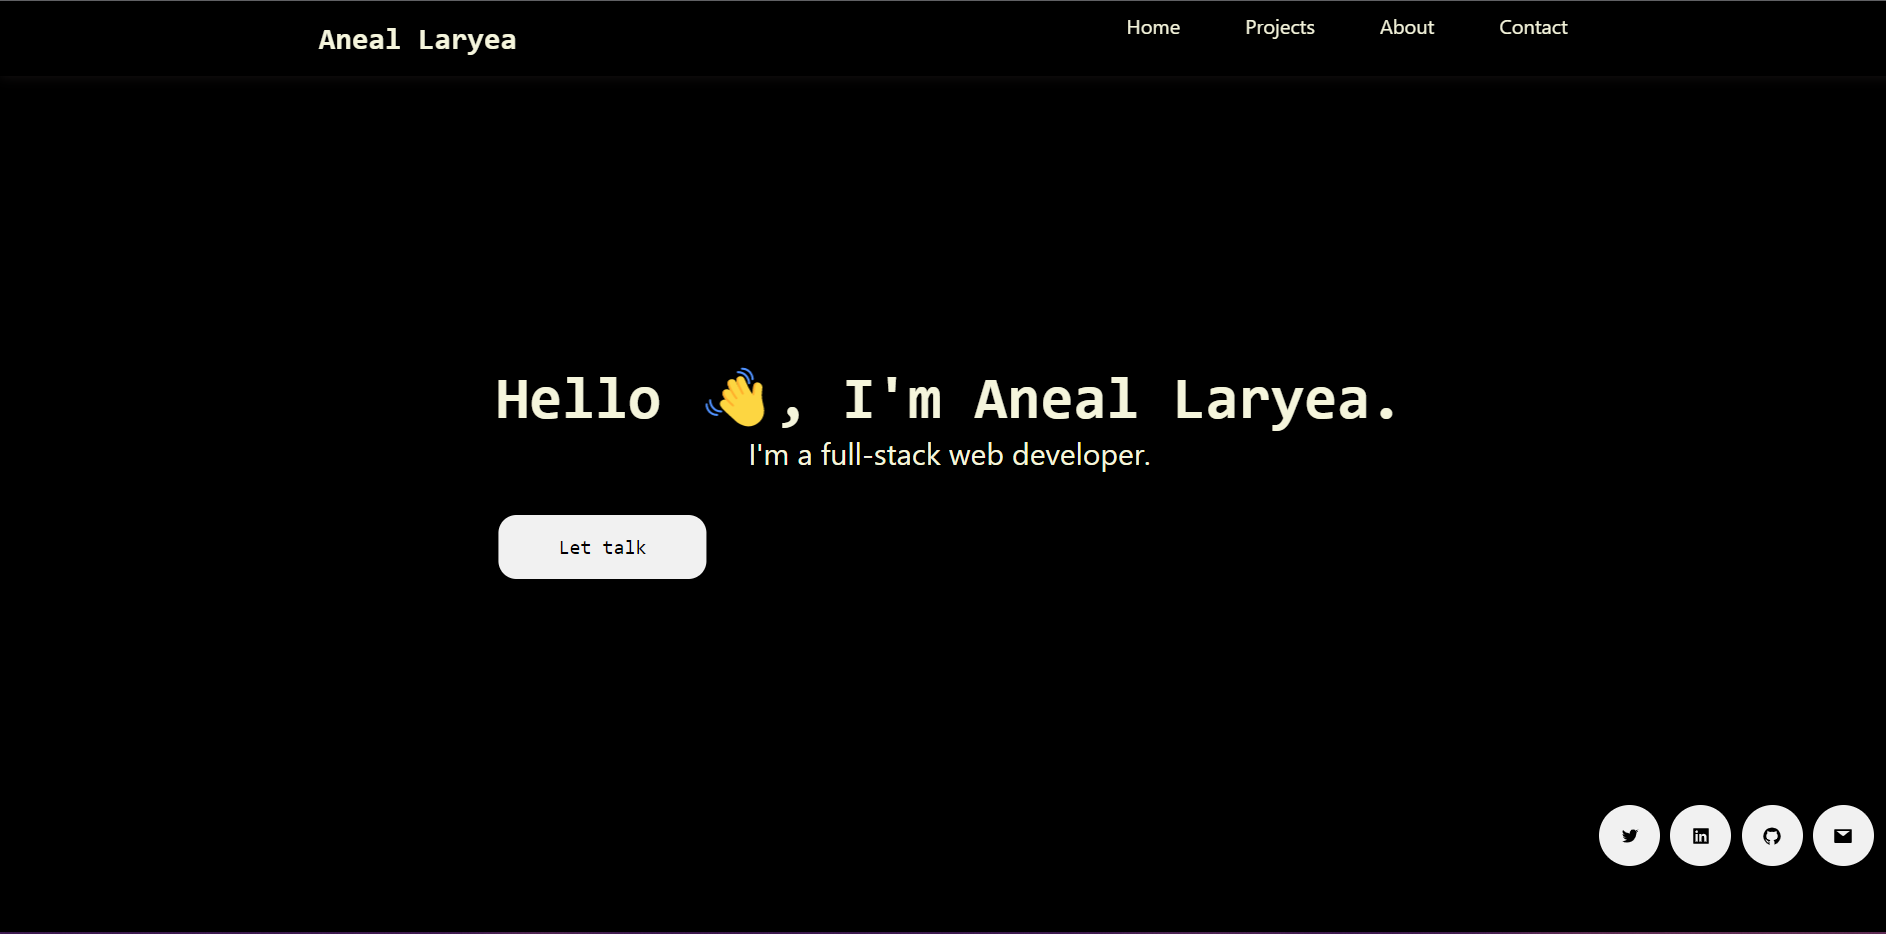 Aneal Laryea
Home Projects About Contact
Hello 👋, I'm Aneal Laryea.
I'm a full-stack web developer.
Let talk